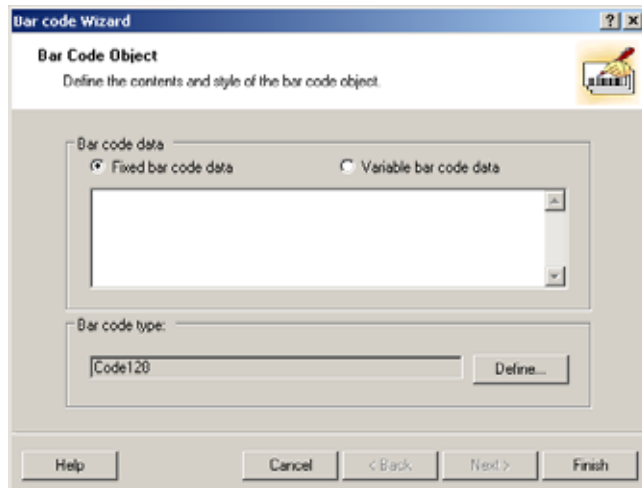 Bar code Wizard
Bar Code Object
Define the contents and style of the bar code object.
Bar code data
Fixed bar code data
Variable bar code data
Bar code type:
Code128
Define...
Help
Cancel
< Back
Next >
Finish